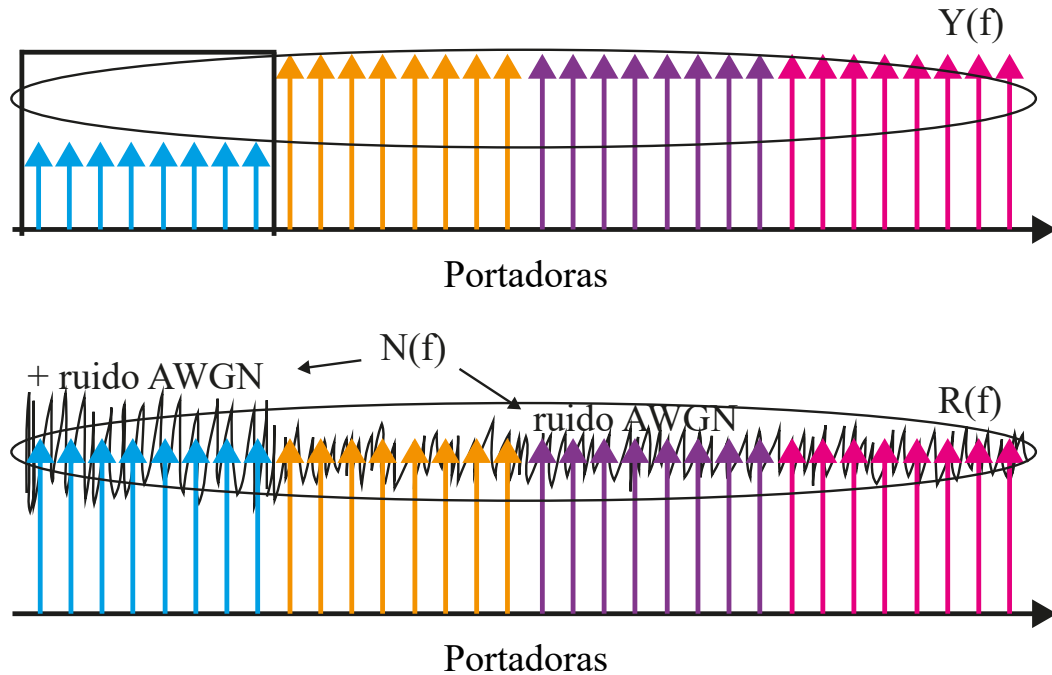 Y(f)
Portadoras
N(f)
+ ruido AWGN
R(f)
ruido AWGN
Portadoras